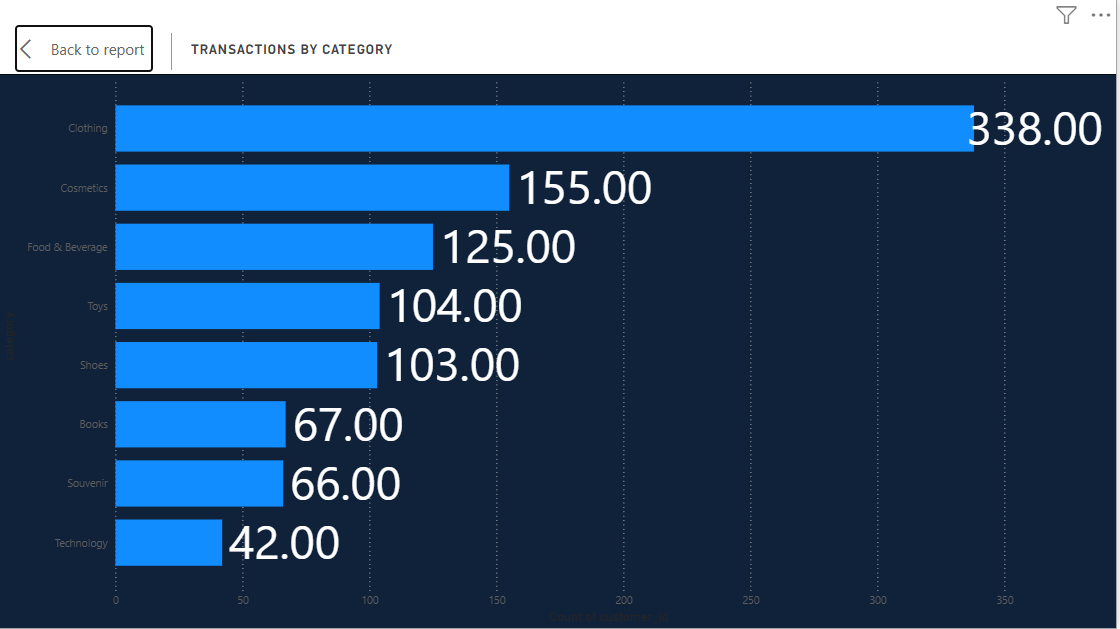 Back to report
TRANSACTIONS BY CATEGORY
Clothing 338.00
Cosmetics 155.00
Food & Beverage 125.00
Toys 104.00
Shoes 103.00
Books 67.00
Souvenir 66.00
Technology 42.00
0 50 100 150 200 250 300 350